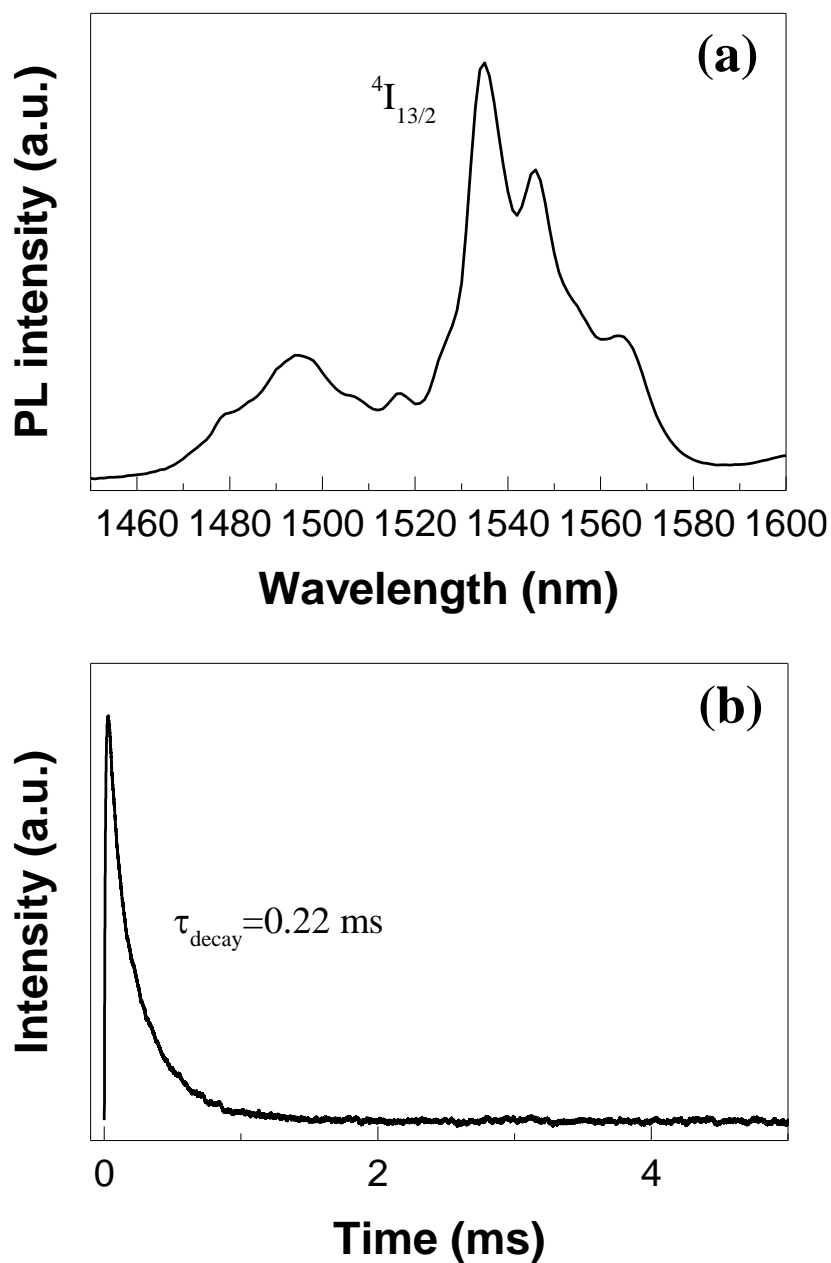 (a)
⁴I₁₃/₂
PL intensity (a.u.)
1460 1480 1500 1520 1540 1560 1580 1600
Wavelength (nm)
(b)
Intensity (a.u.)
τ_decay=0.22 ms
0 2 4
Time (ms)